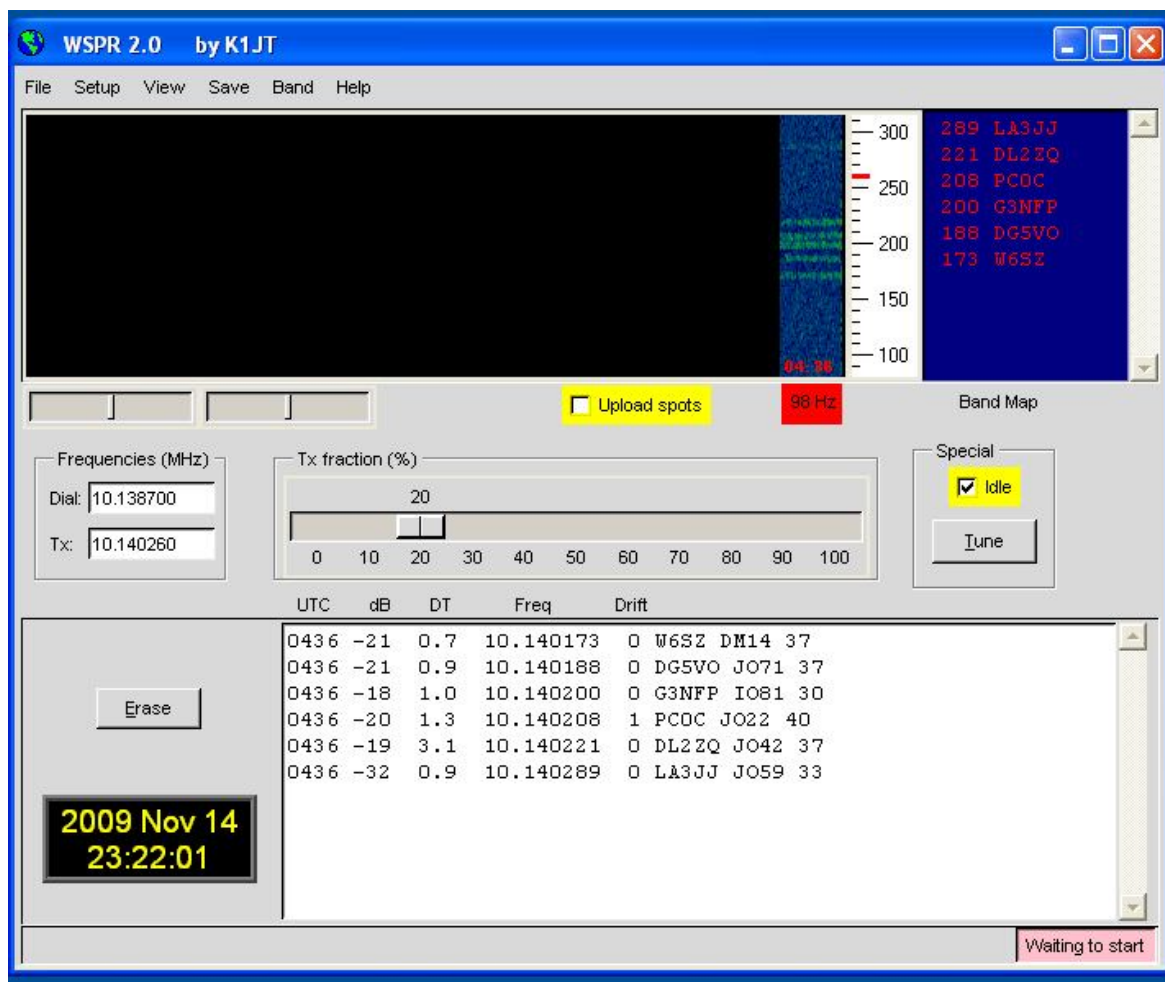 WSPR 2.0 by K1JT
File Setup View Save Band Help
300
250
200
150
100
04:36
289 LA3JJ
221 DL2ZQ
208 PC0C
200 G3NFP
188 DG5VO
173 W6SZ
Upload spots
98 Hz
Band Map
Frequencies (MHz)
Dial: 10.138700
Tx: 10.140260
Tx fraction (%)
20
0 10 20 30 40 50 60 70 80 90 100
Special
Idle
Tune
UTC dB DT Freq Drift
0436 -21 0.7 10.140173 0 W6SZ DM14 37
0436 -21 0.9 10.140188 0 DG5VO JO71 37
0436 -18 1.0 10.140200 0 G3NFP IO81 30
0436 -20 1.3 10.140208 1 PC0C JO22 40
0436 -19 3.1 10.140221 0 DL2ZQ JO42 37
0436 -32 0.9 10.140289 0 LA3JJ JO59 33
Erase
2009 Nov 14
23:22:01
Waiting to start